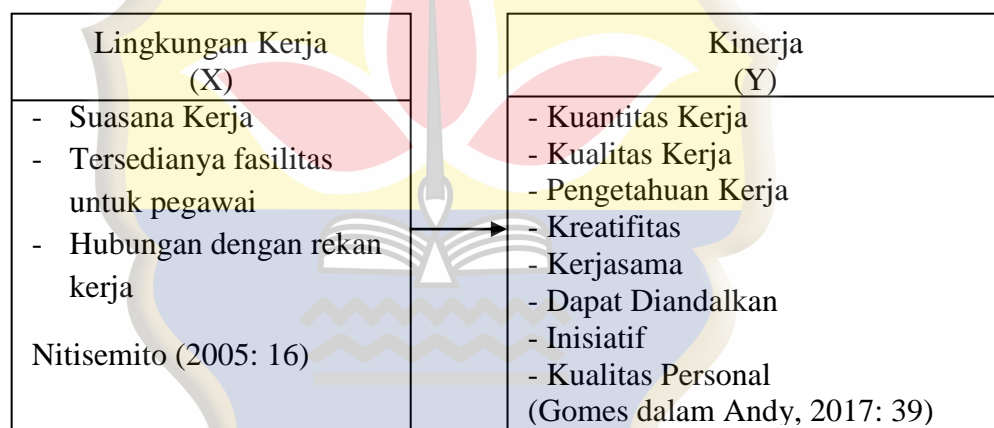 Lingkungan Kerja
(X)
- Suasana Kerja
- Tersedianya fasilitas
untuk pegawai
- Hubungan dengan rekan
kerja
Nitisemito (2005: 16)
Kinerja
(Y)
- Kuantitas Kerja
- Kualitas Kerja
- Pengetahuan Kerja
- Kreatifitas
- Kerjasama
- Dapat Diandalkan
- Inisiatif
- Kualitas Personal
(Gomes dalam Andy, 2017: 39)